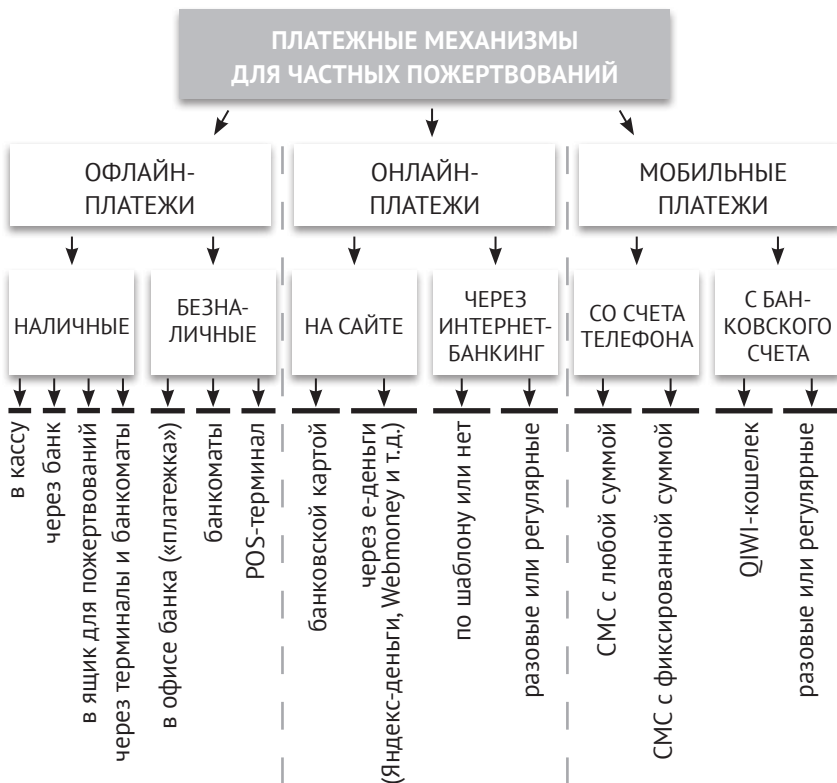 ПЛАТЕЖНЫЕ МЕХАНИЗМЫ
ДЛЯ ЧАСТНЫХ ПОЖЕРТВОВАНИЙ
ОФЛАЙН-
ПЛАТЕЖИ
ОНЛАЙН-
ПЛАТЕЖИ
МОБИЛЬНЫЕ
ПЛАТЕЖИ
НАЛИЧНЫЕ
БЕЗНА-
ЛИЧНЫЕ
НА САЙТЕ
ЧЕРЕЗ
ИНТЕРНЕТ-
БАНКИНГ
СО СЧЕТА
ТЕЛЕФОНА
С БАН-
КОВСКОГО
СЧЕТА
в кассу
через банк
в ящик для пожертвований
через терминалы и банкоматы
в офисе банка («платежка»)
банкоматы
POS-терминал
банковской картой
через е-деньги
(Яндекс-деньги, Webmoney и т.д.)
по шаблону или нет
разовые или регулярные
СМС с любой суммой
СМС с фиксированной суммой
QIWI-кошелек
разовые или регулярные